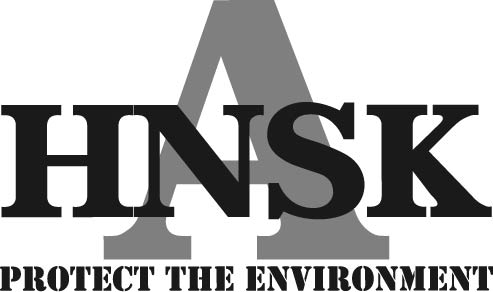 A
HNSK
PROTECT THE ENVIRONMENT